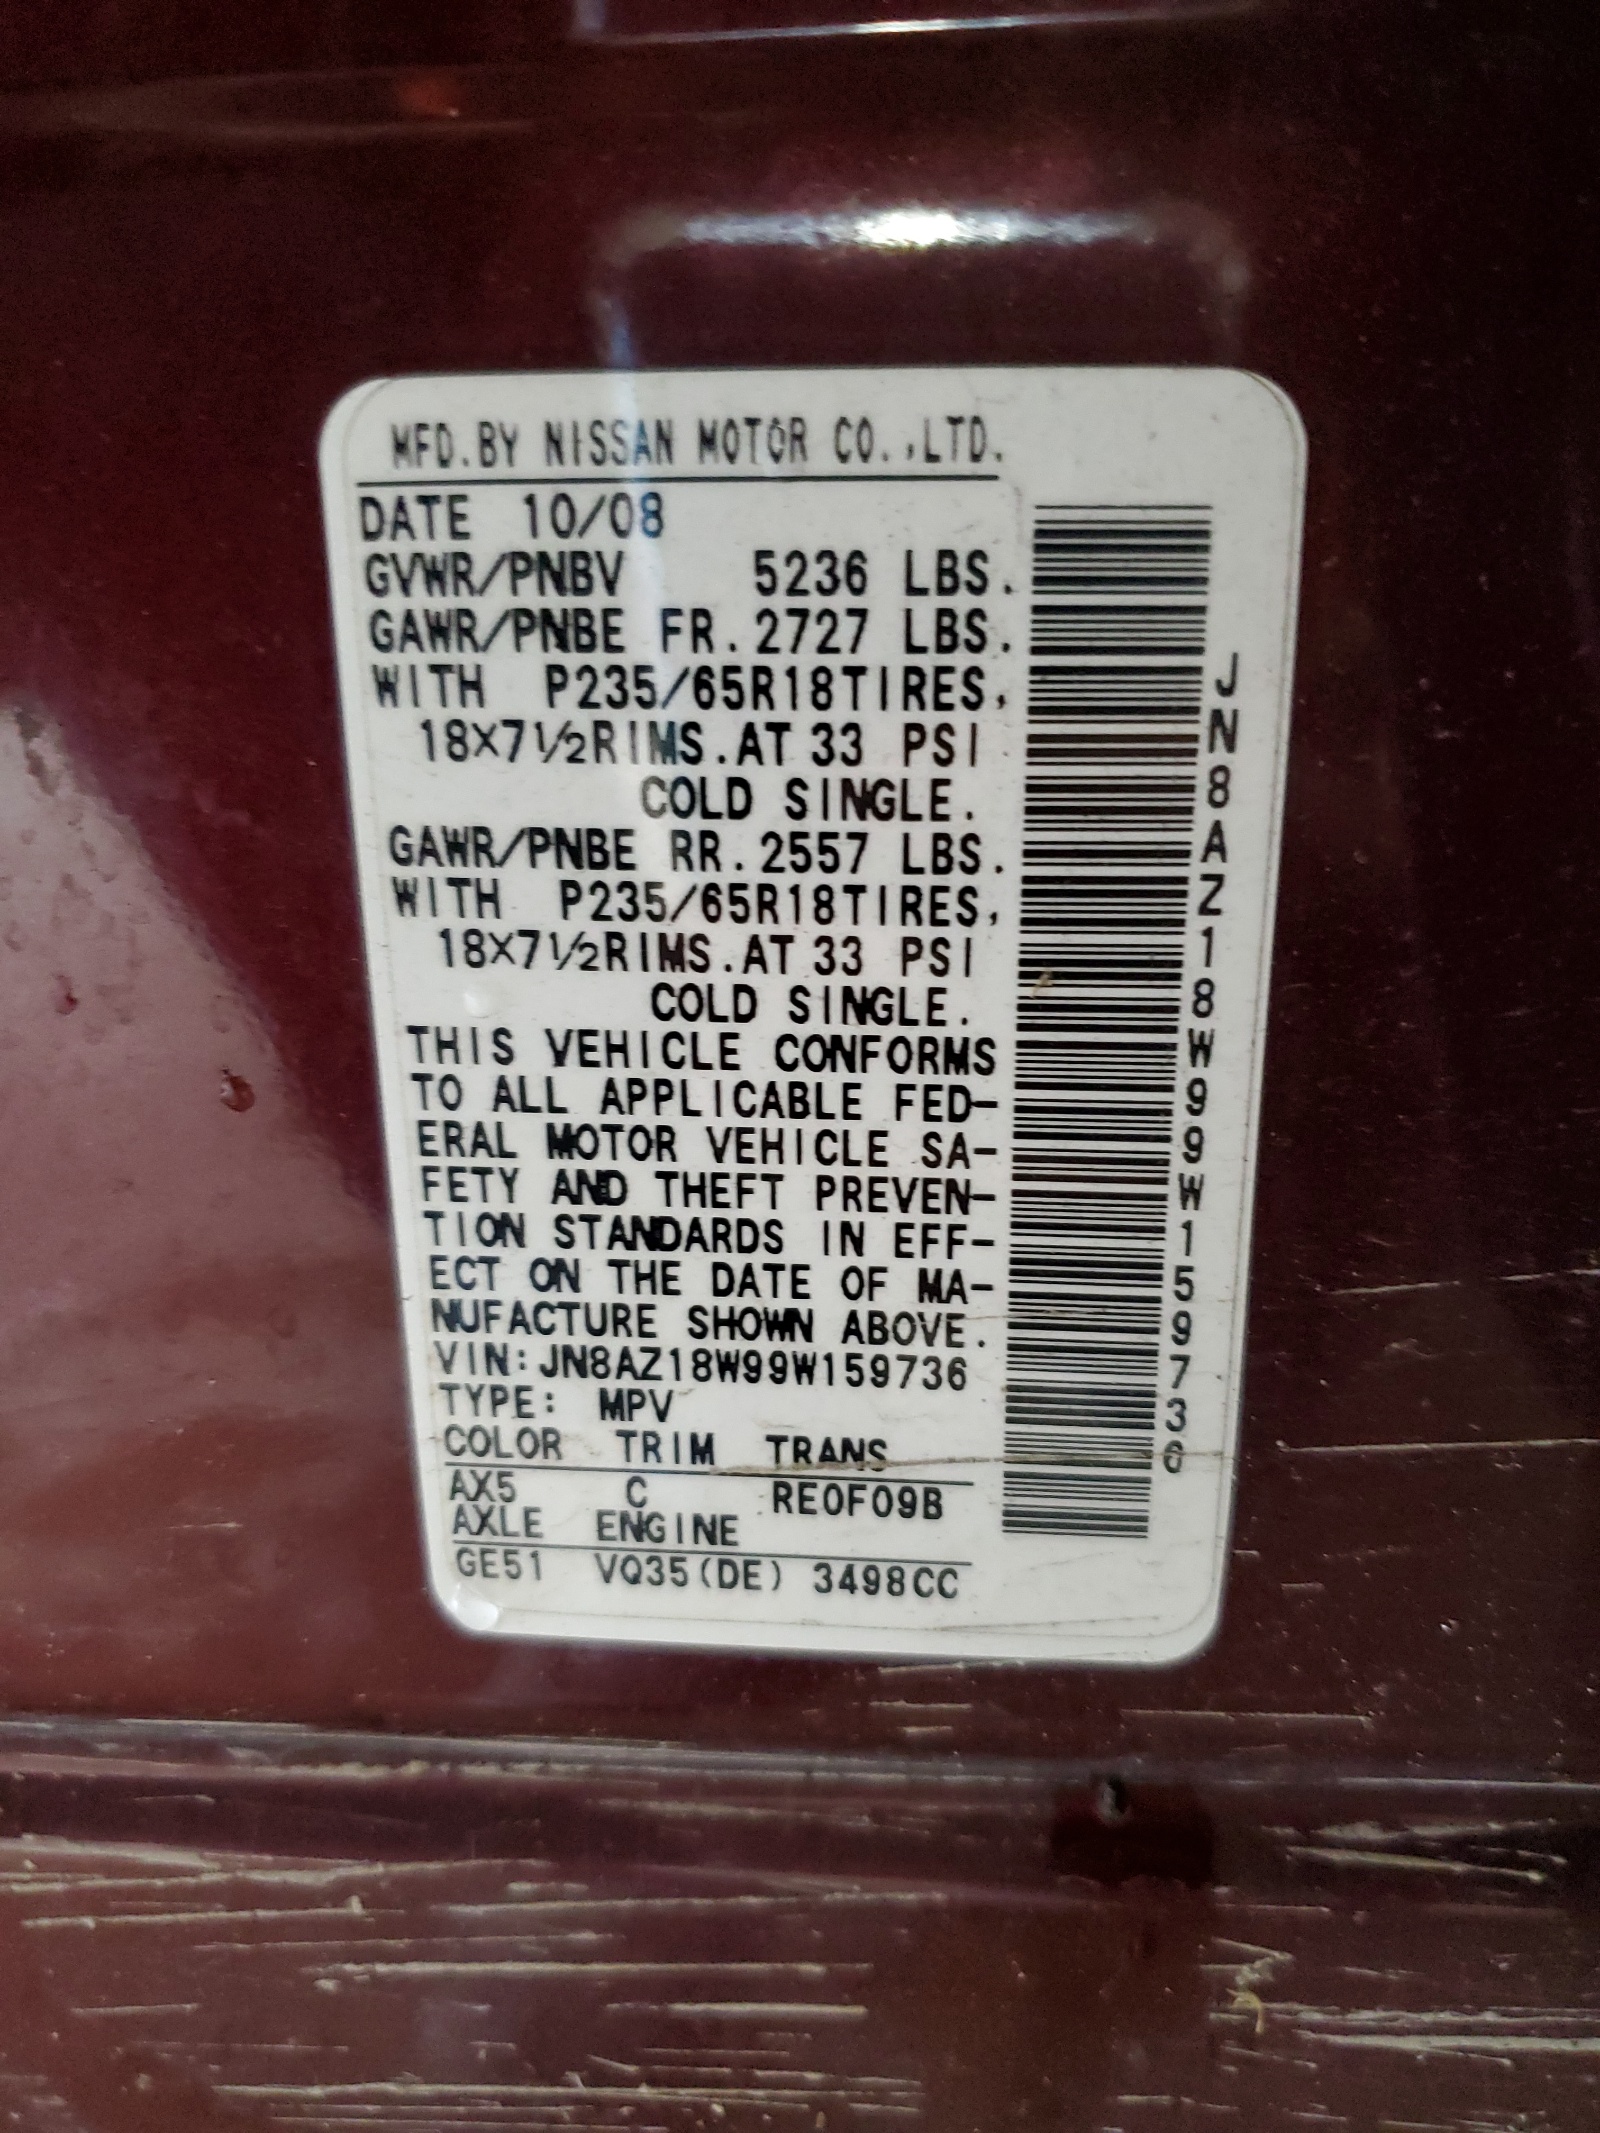 MFD.BY NISSAN MOTOR CO.,LTD.
DATE 10/08
GVWR/PNBV 5236 LBS.
GAWR/PNBE FR.2727 LBS.
WITH P235/65R18TIRES,
18X7½RIMS.AT 33 PSI
COLD SINGLE.
GAWR/PNBE RR.2557 LBS.
WITH P235/65R18TIRES,
18X7½RIMS.AT 33 PSI
COLD SINGLE.
THIS VEHICLE CONFORMS
TO ALL APPLICABLE FED-
ERAL MOTOR VEHICLE SA-
FETY AND THEFT PREVEN-
TION STANDARDS IN EFF-
ECT ON THE DATE OF MA-
NUFACTURE SHOWN ABOVE.
VIN:JN8AZ18W99W159736
TYPE: MPV
COLOR TRIM TRANS
AX5 C RE0F09B
AXLE ENGINE
GE51 VQ35(DE) 3498CC
JN8AZ18W99W159736